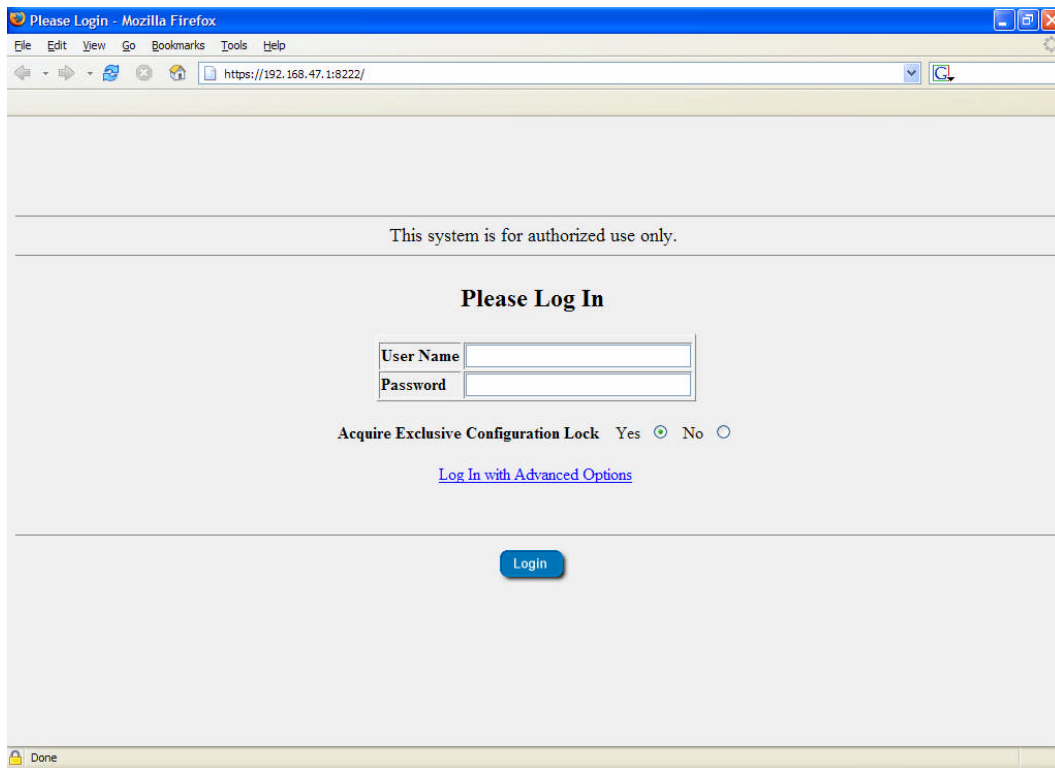 Please Login - Mozilla Firefox
File Edit View Go Bookmarks Tools Help
https://192.168.47.1:8222/
G
This system is for authorized use only.
Please Log In
User Name
Password
Acquire Exclusive Configuration Lock Yes No
Log In with Advanced Options
Login
Done